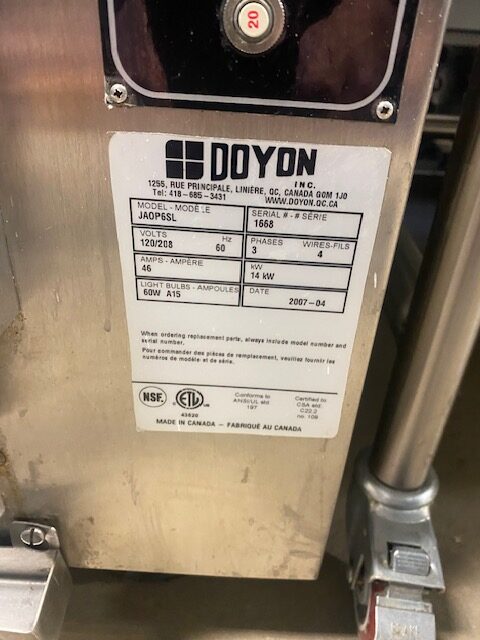 20
DOYON
INC.
1255, RUE PRINCIPALE, LINIÈRE, QC, CANADA G0M 1J0
Tel: 418-685-3431 WWW.DOYON.QC.CA
MODEL - MODÈLE SERIAL # - # SÉRIE
JAOP6SL 1668
VOLTS Hz PHASES WIRES-FILS
120/208 60 3 4
AMPS - AMPÈRE kW
46 14 kW
LIGHT BULBS - AMPOULES DATE
60W A15 2007-04
When ordering replacement parts, always include model number and
serial number.
Pour commander des pièces de remplacement, veuillez fournir les
numéros de modèle et de série.
NSF. ETL Conforms to Certified to
ANSI/UL std CSA std.
197 C22.2
43620 no. 109
MADE IN CANADA - FABRIQUÉ AU CANADA